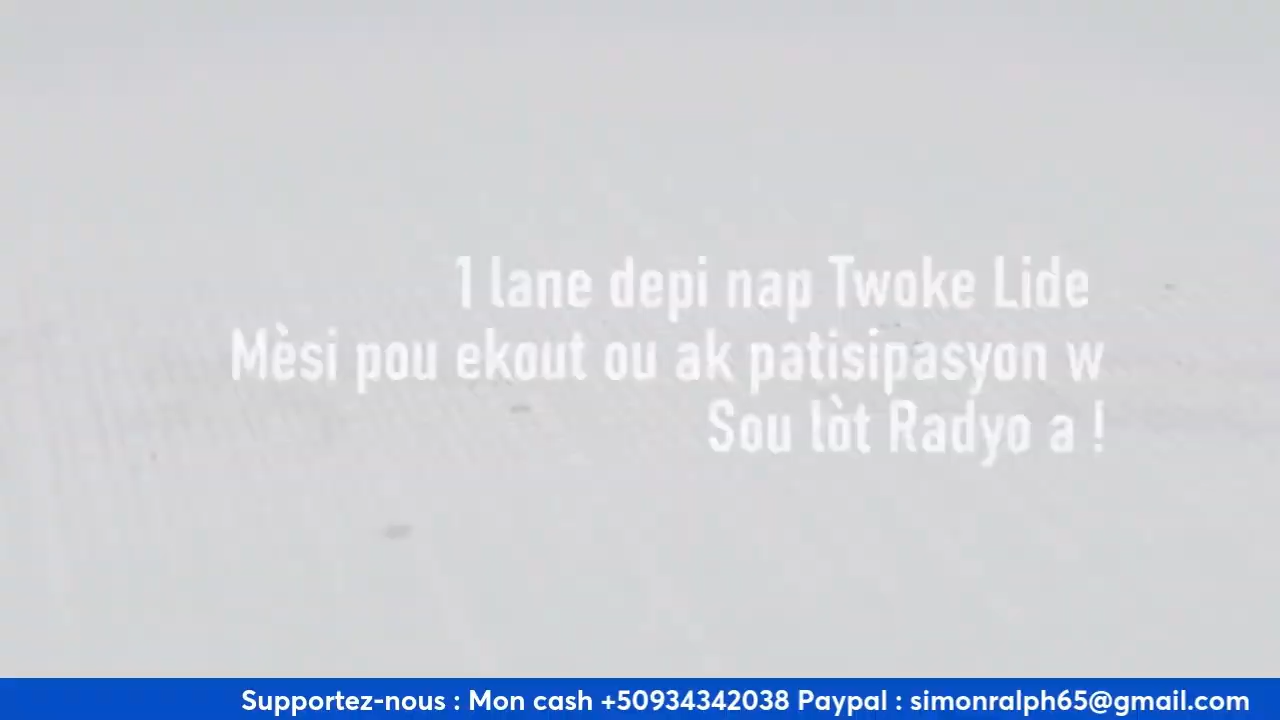 1 lane depi nap Twoke Lide
Mèsi pou ekout ou ak patisipasyon w
Sou lòt Radyo a !
Supportez-nous : Mon cash +50934342038 Paypal : simonralph65@gmail.com